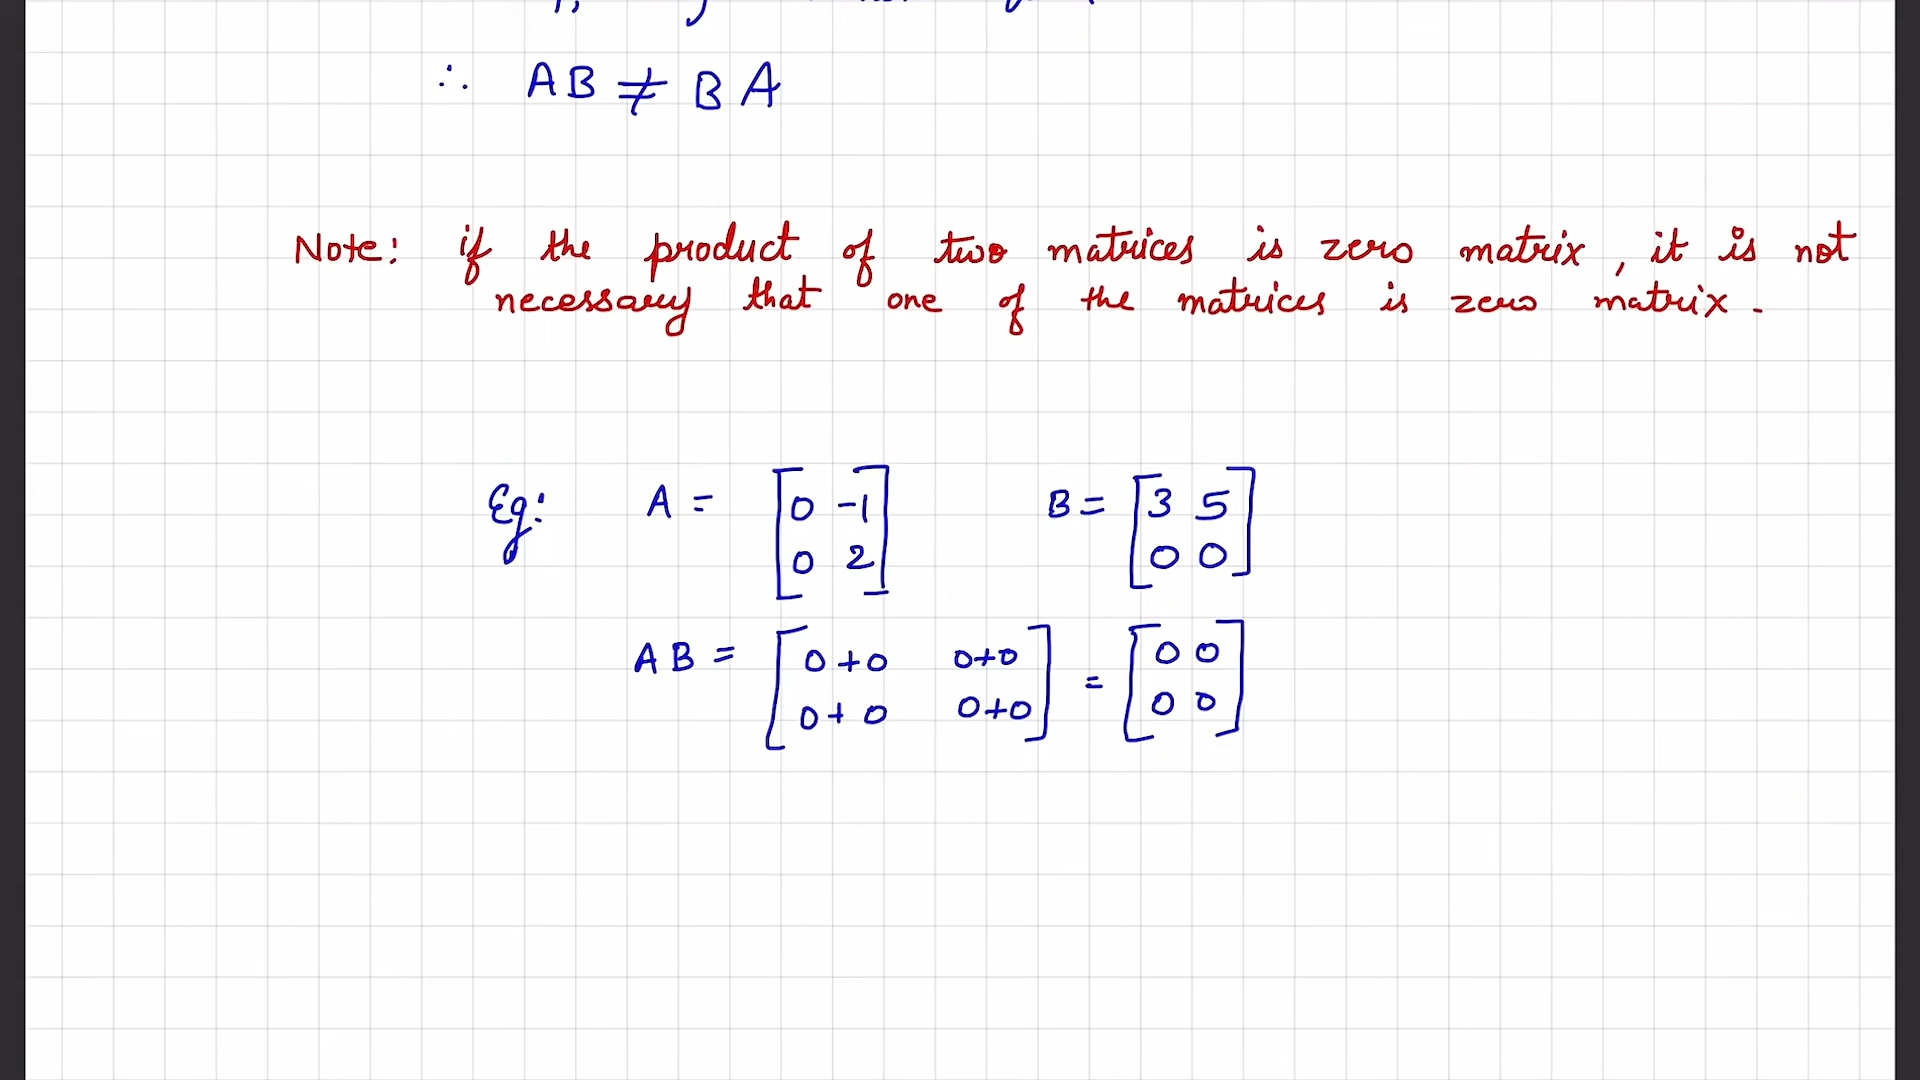 ∴ AB ≠ BA
Note: if the product of two matrices is zero matrix, it is not
necessary that one of the matrices is zero matrix.
Eg: A = [0 -1 B = [3 5
0 2] 0 0]
AB = [0+0 0+0 = [0 0
0+0 0+0] 0 0]